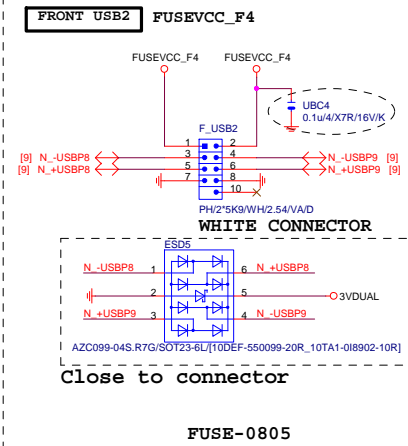 FRONT USB2 FUSEVCC_F4
FUSEVCC_F4 FUSEVCC_F4
UBC4
0.1u/4/X7R/16V/K
F_USB2
1 2
[9] N_-USBP8 3 4 N_-USBP9 [9]
[9] N_+USBP8 5 6 N_+USBP9 [9]
7 8
10
PH/2*5K9/WH/2.54/VA/D
WHITE CONNECTOR
ESD5
N_-USBP8 1 6 N_+USBP8
2 5 3VDUAL
N_+USBP9 3 4 N_-USBP9
AZC099-04S.R7G/SOT23-6L/[10DEF-550099-20R_10TA1-0I8902-10R]
Close to connector
FUSE-0805